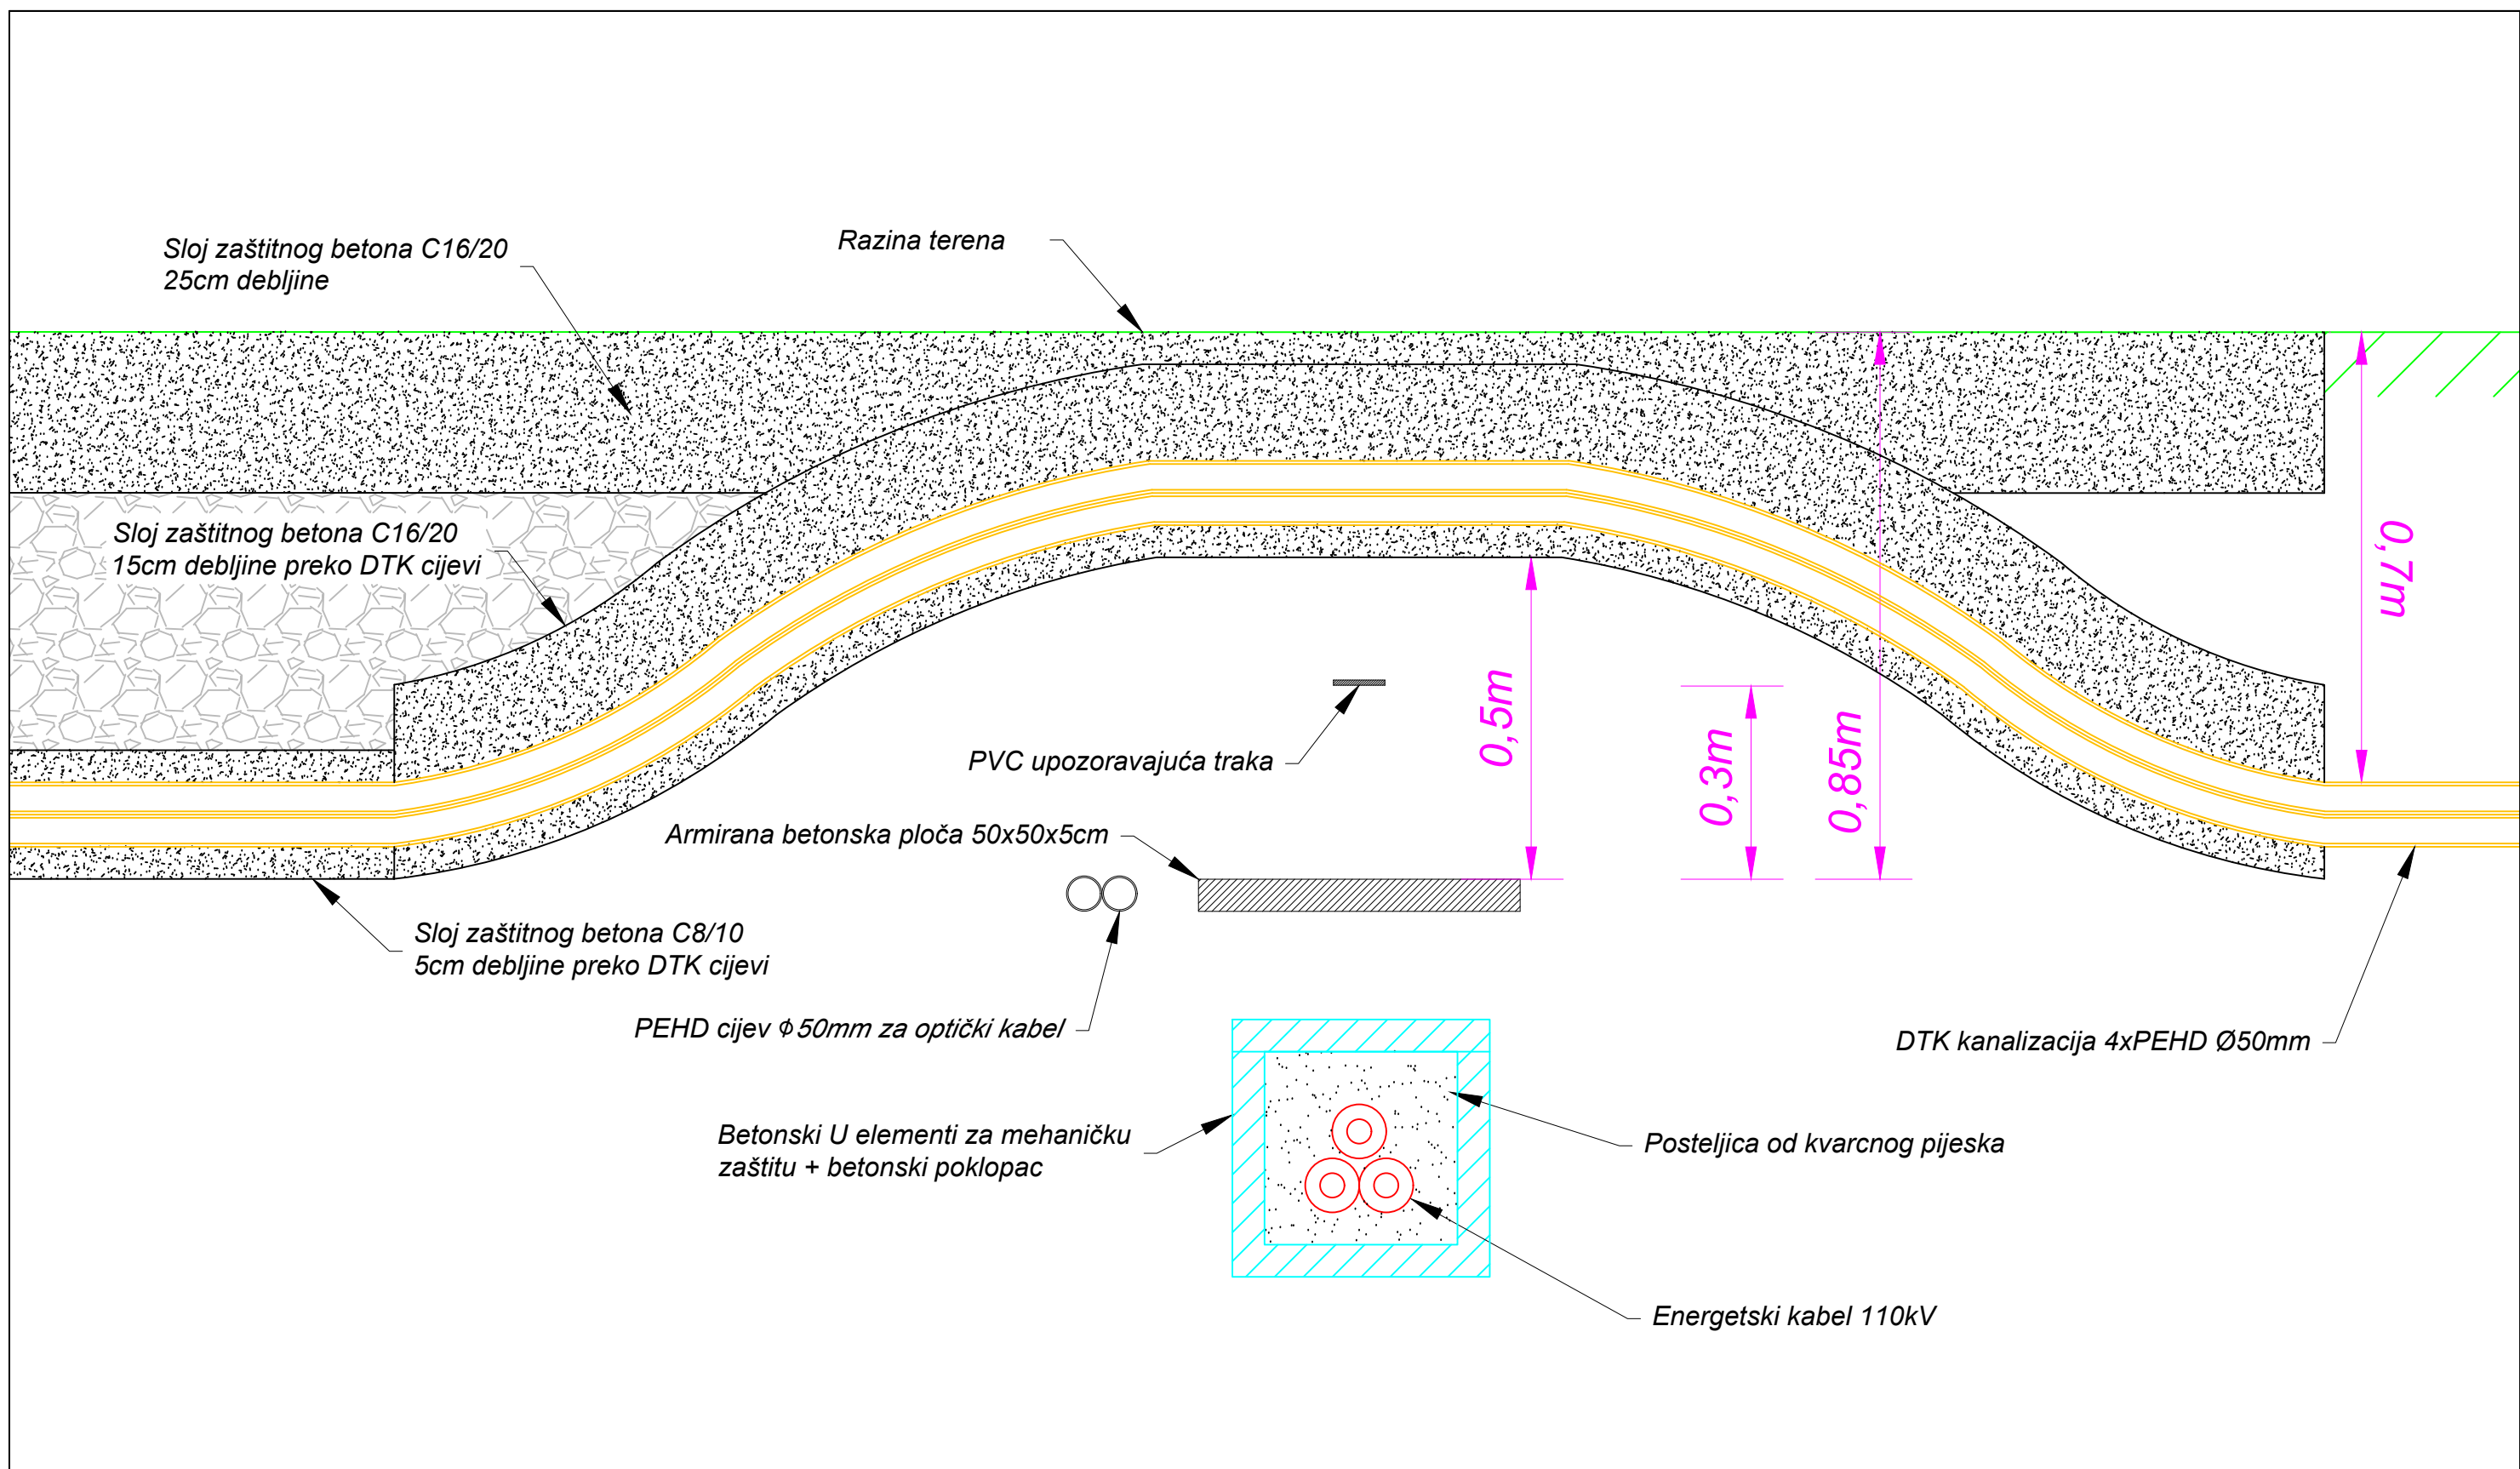 Sloj zaštitnog betona C16/20
25cm debljine
Razina terena
Sloj zaštitnog betona C16/20
15cm debljine preko DTK cijevi
0,7m
0,5m
0,3m
0,85m
PVC upozoravajuća traka
Armirana betonska ploča 50x50x5cm
Sloj zaštitnog betona C8/10
5cm debljine preko DTK cijevi
PEHD cijev ϕ50mm za optički kabel
DTK kanalizacija 4xPEHD Ø50mm
Betonski U elementi za mehaničku
zaštitu + betonski poklopac
Posteljica od kvarcnog pijeska
Energetski kabel 110kV